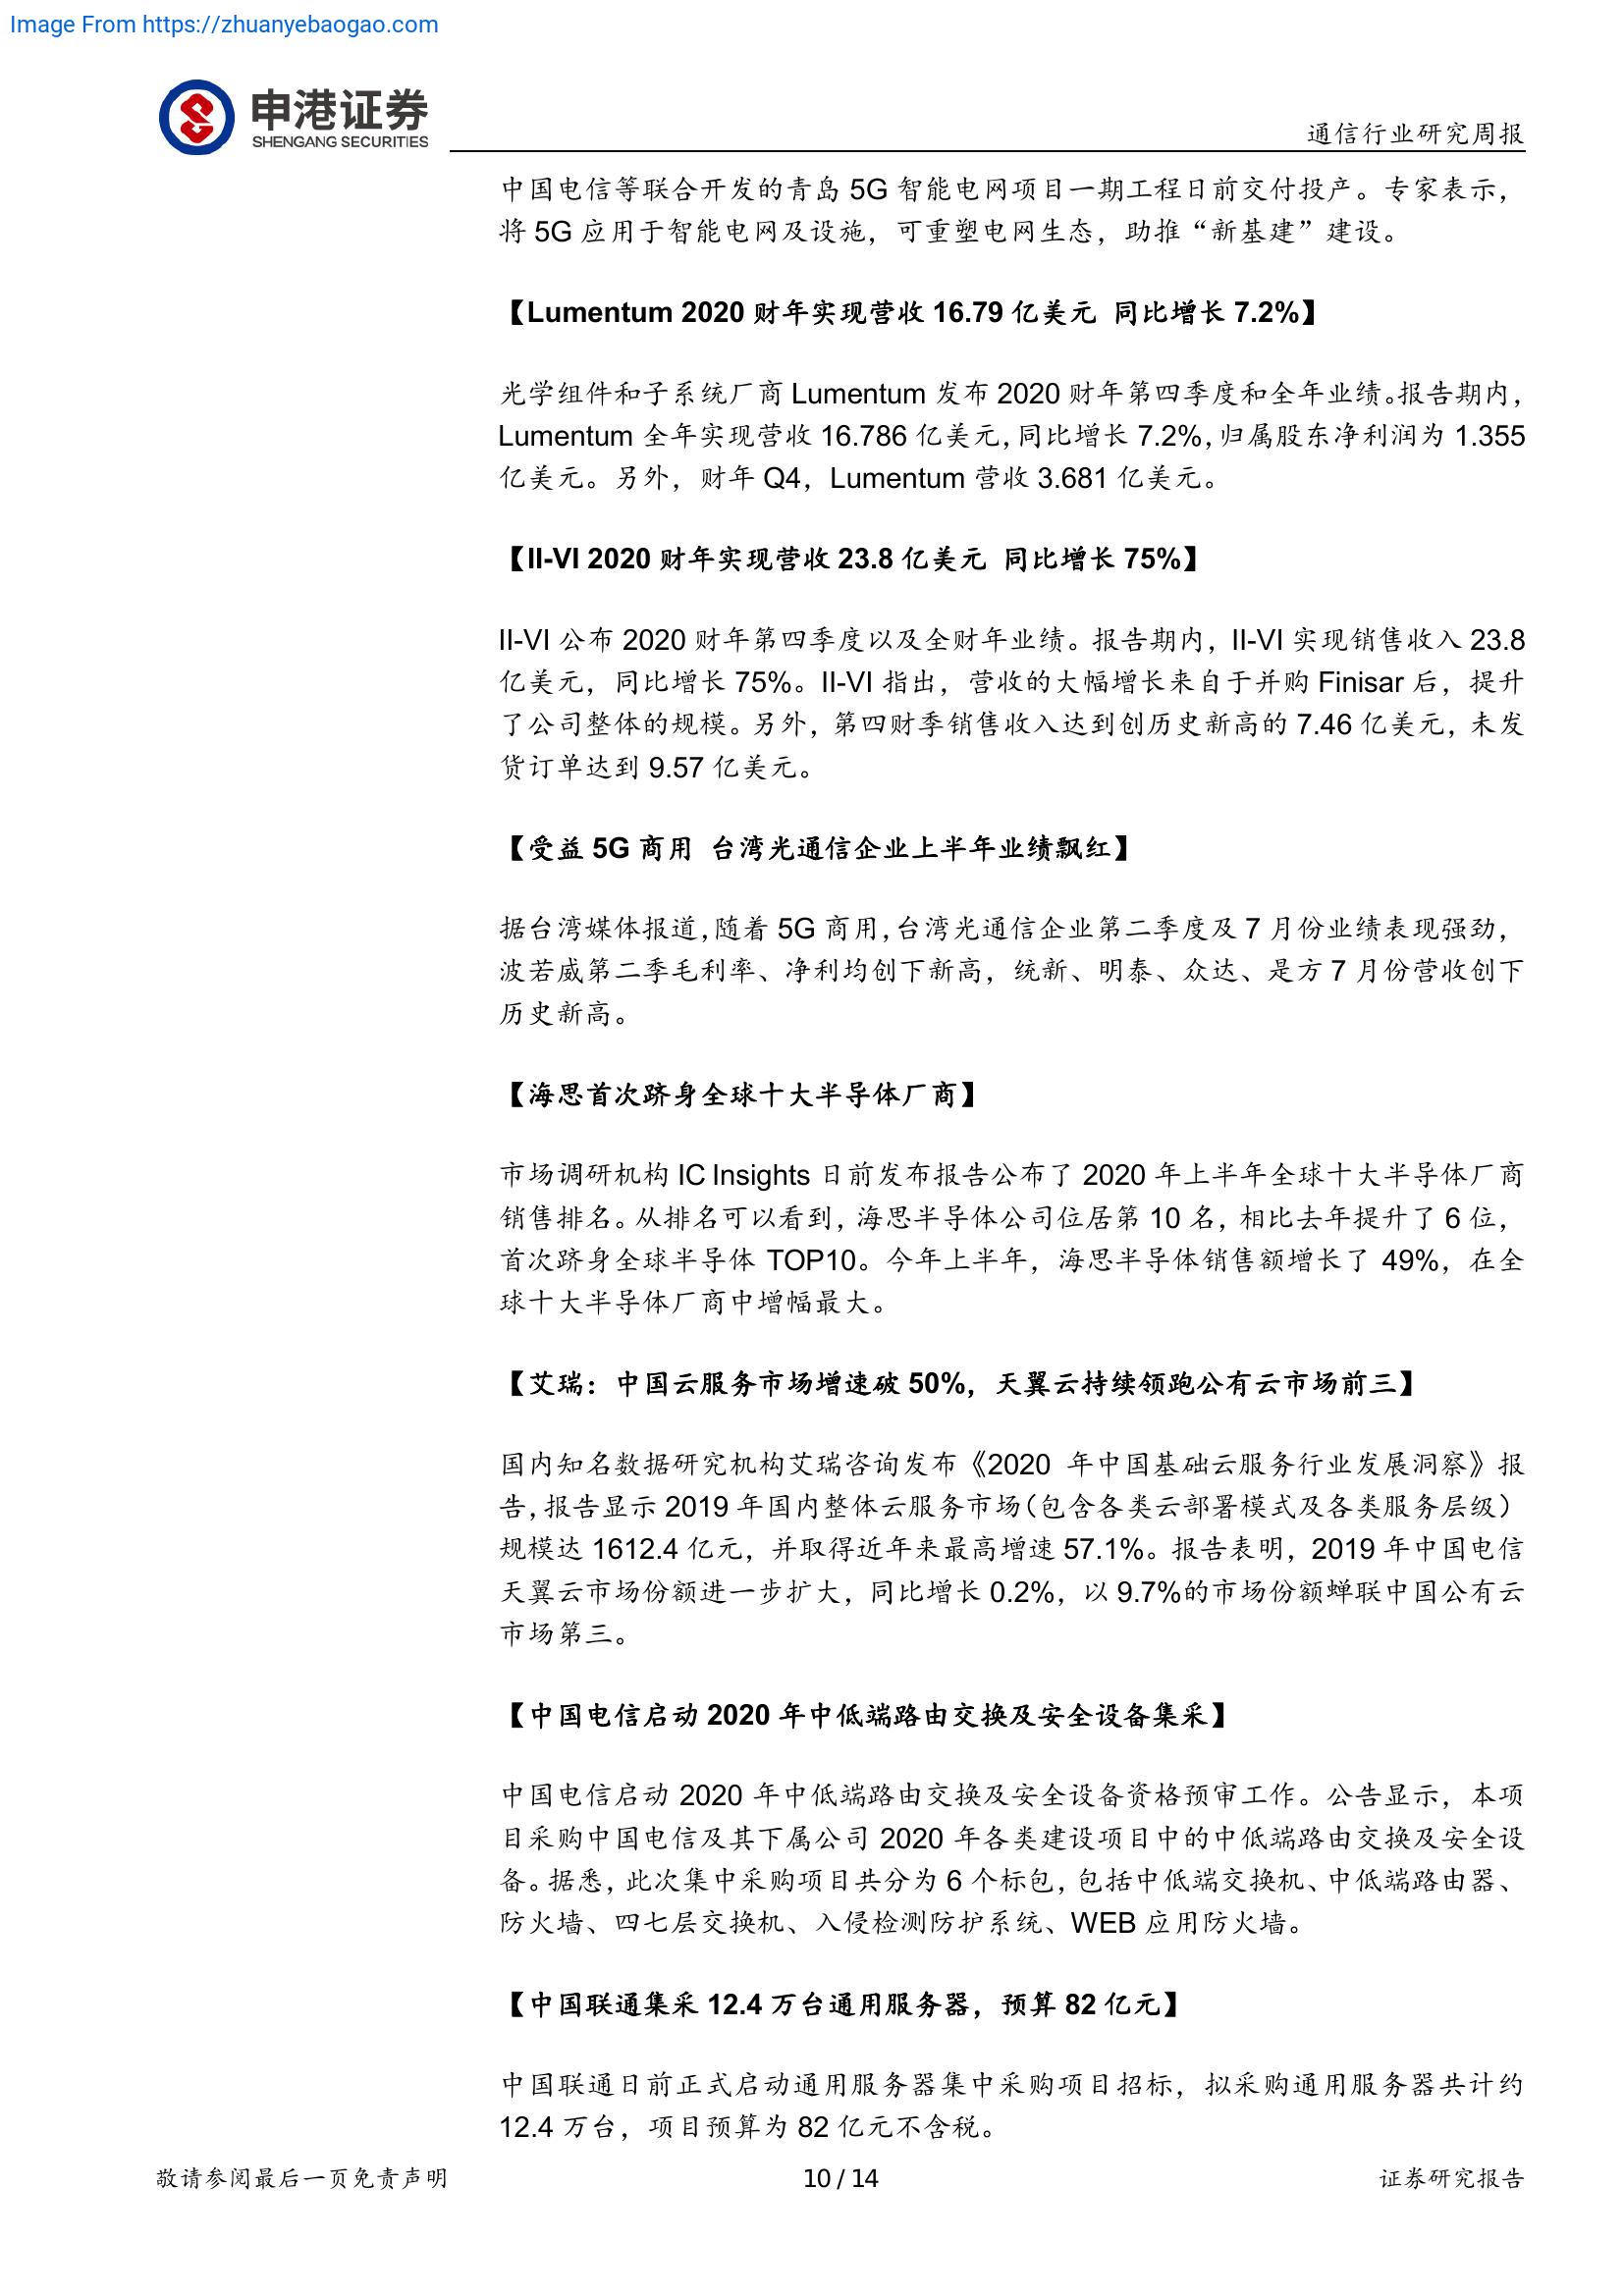 Image From https://zhuanyebaogao.com
申港证券
SHENGANG SECURITIES
通信行业研究周报
中国电信等联合开发的青岛 5G 智能电网项目一期工程日前交付投产。专家表示，
将 5G 应用于智能电网及设施，可重塑电网生态，助推“新基建”建设。
【Lumentum 2020 财年实现营收 16.79 亿美元 同比增长 7.2%】
光学组件和子系统厂商 Lumentum 发布 2020 财年第四季度和全年业绩。报告期内，
Lumentum 全年实现营收 16.786 亿美元，同比增长 7.2%，归属股东净利润为 1.355
亿美元。另外，财年 Q4，Lumentum 营收 3.681 亿美元。
【II-VI 2020 财年实现营收 23.8 亿美元 同比增长 75%】
II-VI 公布 2020 财年第四季度以及全财年业绩。报告期内，II-VI 实现销售收入 23.8
亿美元，同比增长 75%。II-VI 指出，营收的大幅增长来自于并购 Finisar 后，提升
了公司整体的规模。另外，第四财季销售收入达到创历史新高的 7.46 亿美元，未发
货订单达到 9.57 亿美元。
【受益 5G 商用 台湾光通信企业上半年业绩飘红】
据台湾媒体报道，随着 5G 商用，台湾光通信企业第二季度及 7 月份业绩表现强劲，
波若威第二季毛利率、净利均创下新高，统新、明泰、众达、是方 7 月份营收创下
历史新高。
【海思首次跻身全球十大半导体厂商】
市场调研机构 IC Insights 日前发布报告公布了 2020 年上半年全球十大半导体厂商
销售排名。从排名可以看到，海思半导体公司位居第 10 名，相比去年提升了 6 位，
首次跻身全球半导体 TOP10。今年上半年，海思半导体销售额增长了 49%，在全
球十大半导体厂商中增幅最大。
【艾瑞：中国云服务市场增速破 50%，天翼云持续领跑公有云市场前三】
国内知名数据研究机构艾瑞咨询发布《2020 年中国基础云服务行业发展洞察》报
告，报告显示 2019 年国内整体云服务市场（包含各类云部署模式及各类服务层级）
规模达 1612.4 亿元，并取得近年来最高增速 57.1%。报告表明，2019 年中国电信
天翼云市场份额进一步扩大，同比增长 0.2%，以 9.7%的市场份额蝉联中国公有云
市场第三。
【中国电信启动 2020 年中低端路由交换及安全设备集采】
中国电信启动 2020 年中低端路由交换及安全设备资格预审工作。公告显示，本项
目采购中国电信及其下属公司 2020 年各类建设项目中的中低端路由交换及安全设
备。据悉，此次集中采购项目共分为 6 个标包，包括中低端交换机、中低端路由器、
防火墙、四七层交换机、入侵检测防护系统、WEB 应用防火墙。
【中国联通集采 12.4 万台通用服务器，预算 82 亿元】
中国联通日前正式启动通用服务器集中采购项目招标，拟采购通用服务器共计约
12.4 万台，项目预算为 82 亿元不含税。
敬请参阅最后一页免责声明
10 / 14
证券研究报告